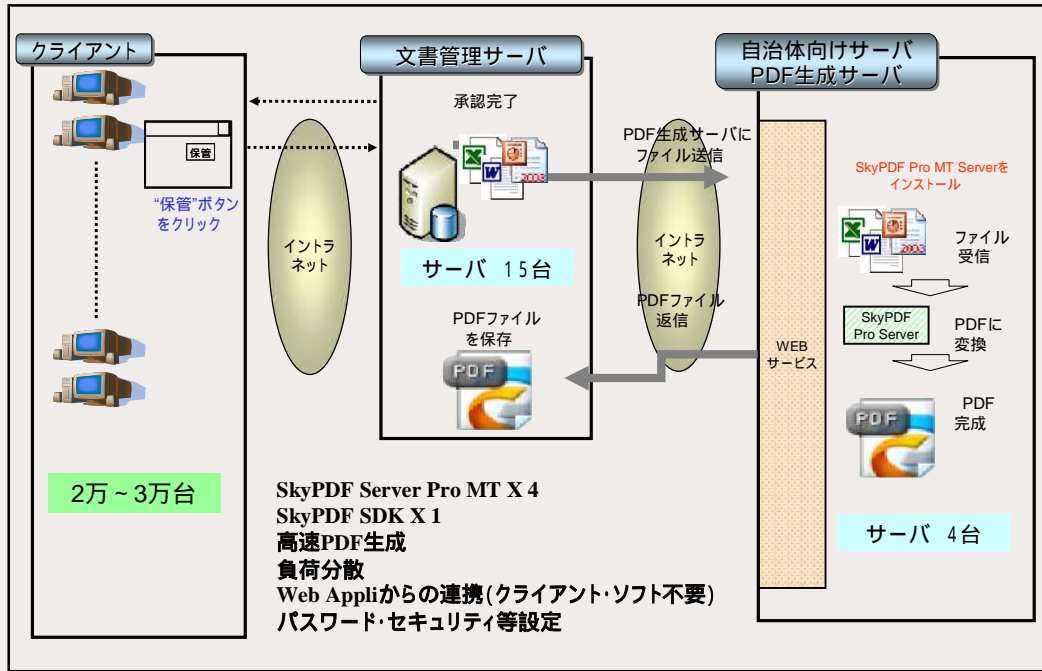 クライアント
保管
“保管”ボタン
をクリック
2万～3万台
イントラ
ネット
文書管理サーバ
承認完了
2003
サーバ 15台
PDFファイル
を保存
PDF
PDF生成サーバに
ファイル送信
イントラ
ネット
PDFファイル
返信
自治体向けサーバ
PDF生成サーバ
WEB
サービス
SkyPDF Pro MT Serverを
インストール
2003
ファイル
受信
SkyPDF
Pro Server
PDFに
変換
PDF
PDF
完成
サーバ 4台
SkyPDF Server Pro MT X 4
SkyPDF SDK X 1
高速PDF生成
負荷分散
Web Appliからの連携(クライアント・ソフト不要)
パスワード・セキュリティ等設定